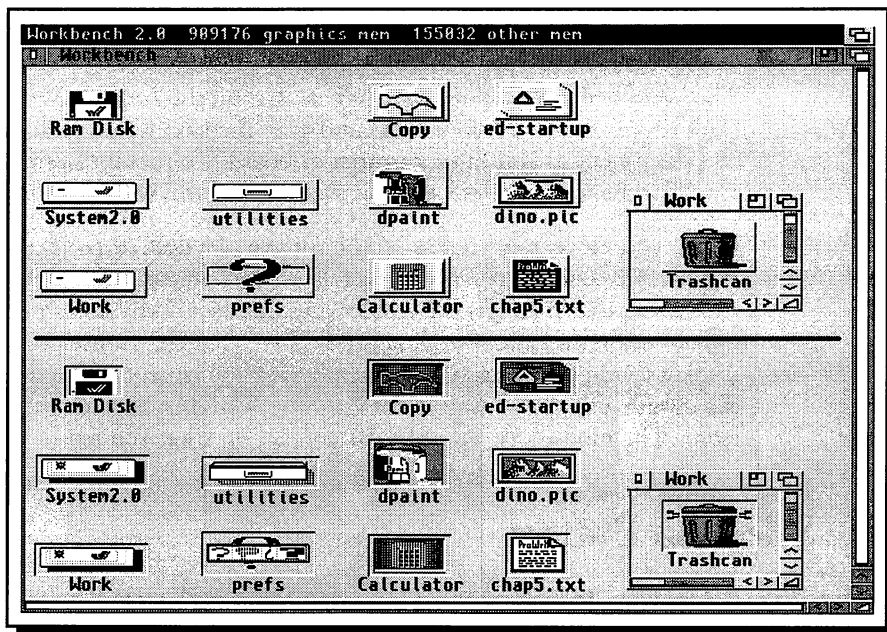 Workbench 2.0 909176 graphics mem 155032 other mem
Workbench
Ram Disk
Copy
ed-startup
System2.0
utilities
dpaint
dino.pic
Work
Work
prefs
Calculator
chap5.txt
Trashcan
Ram Disk
Copy
ed-startup
System2.0
utilities
dpaint
dino.pic
Work
Work
prefs
Calculator
chap5.txt
Trashcan